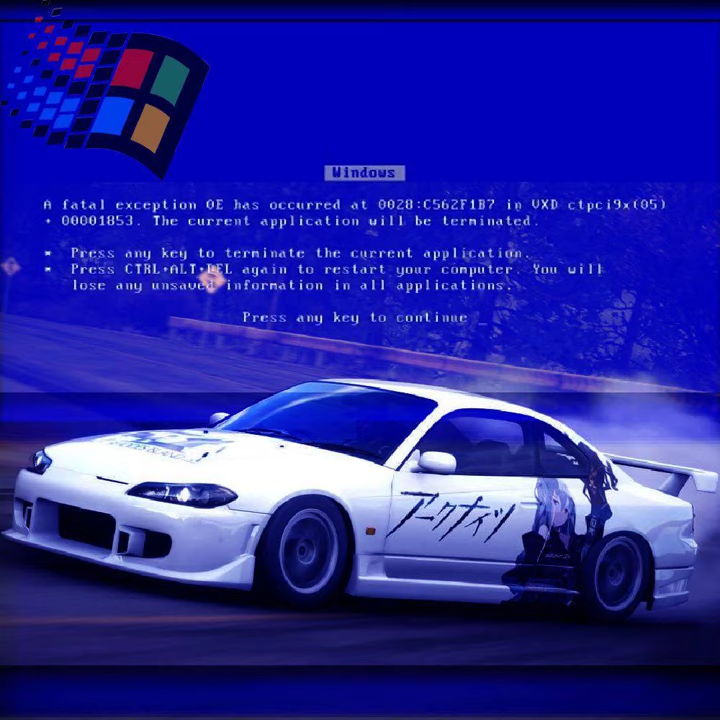 Windows
A fatal exception 0E has occurred at 0028:C562F1B7 in VXD ctpci9x(05)
+ 00001853. The current application will be terminated.
* Press any key to terminate the current application.
* Press CTRL+ALT+DEL again to restart your computer. You will
lose any unsaved information in all applications.
Press any key to continue _
アークナイツ